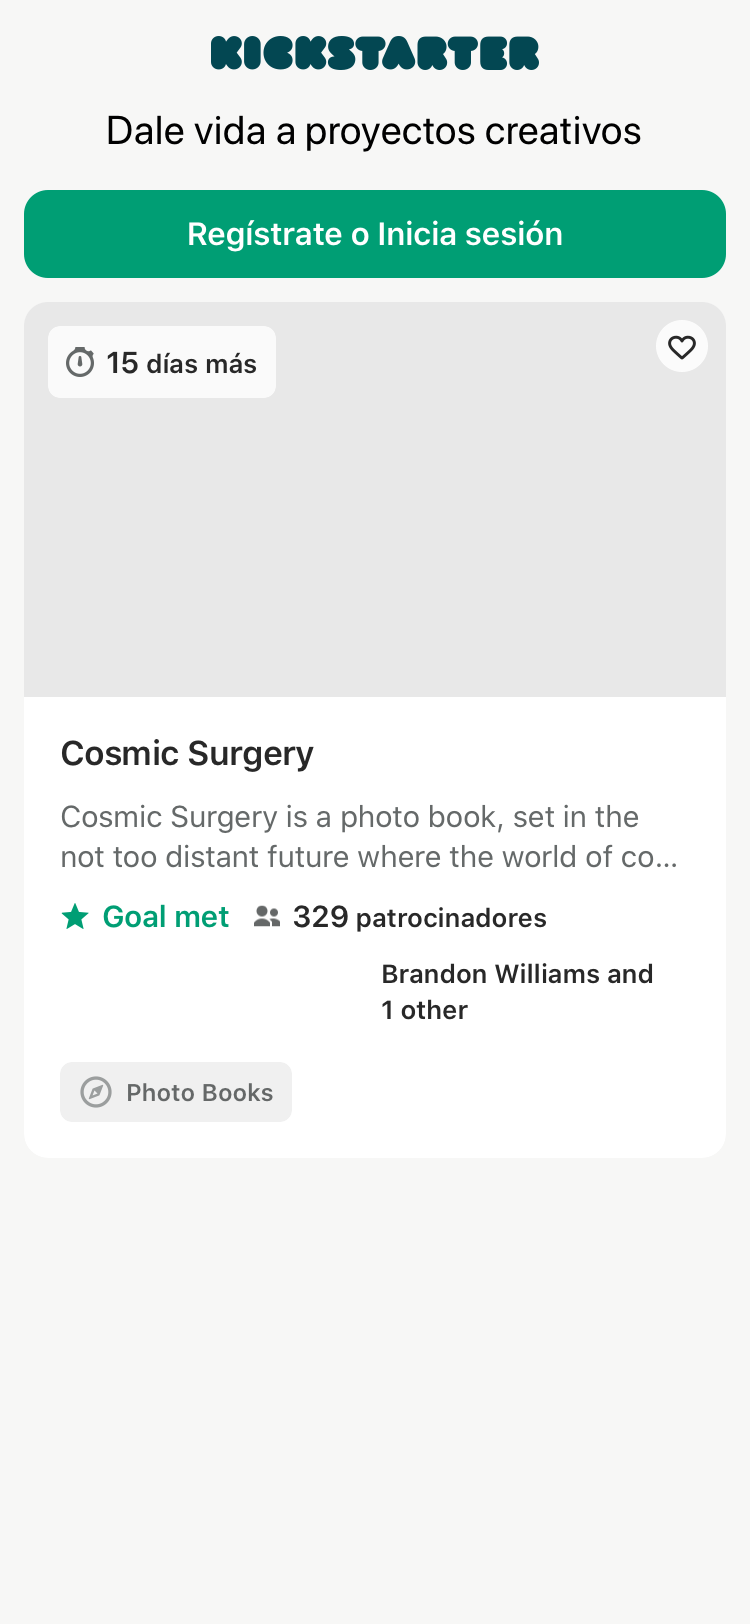 KICKSTARTER
Dale vida a proyectos creativos
Regístrate o Inicia sesión
15 días más
Cosmic Surgery
Cosmic Surgery is a photo book, set in the
not too distant future where the world of co...
Goal met 329 patrocinadores
Brandon Williams and
1 other
Photo Books